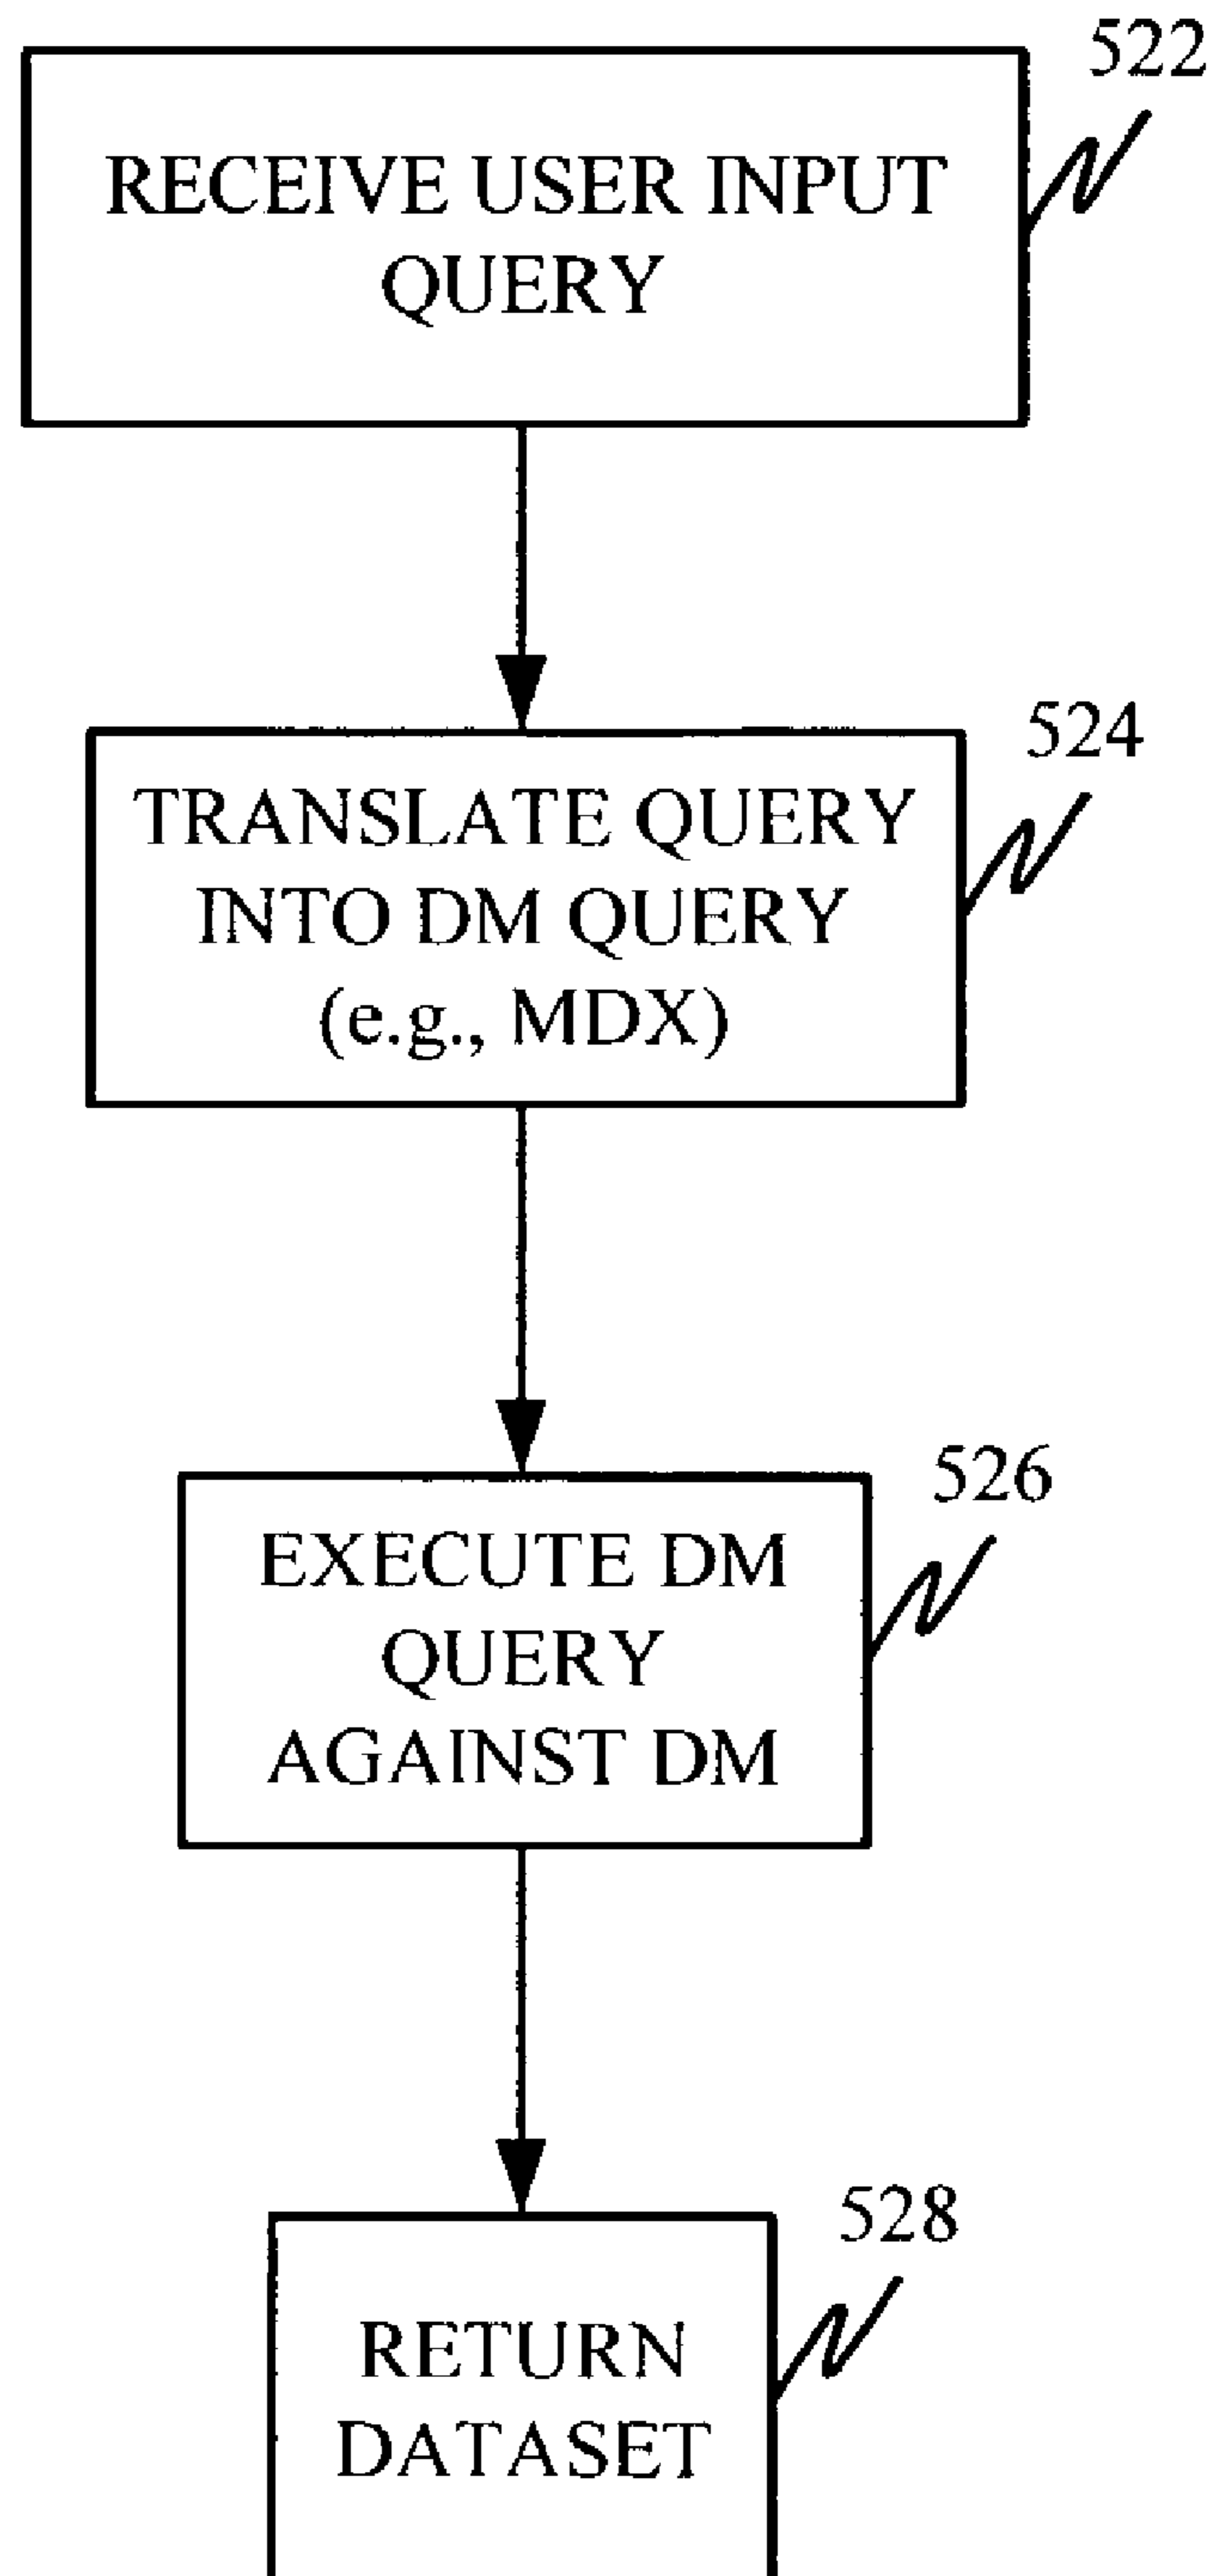 522
RECEIVE USER INPUT
QUERY
524
TRANSLATE QUERY
INTO DM QUERY
(e.g., MDX)
526
EXECUTE DM
QUERY
AGAINST DM
528
RETURN
DATASET